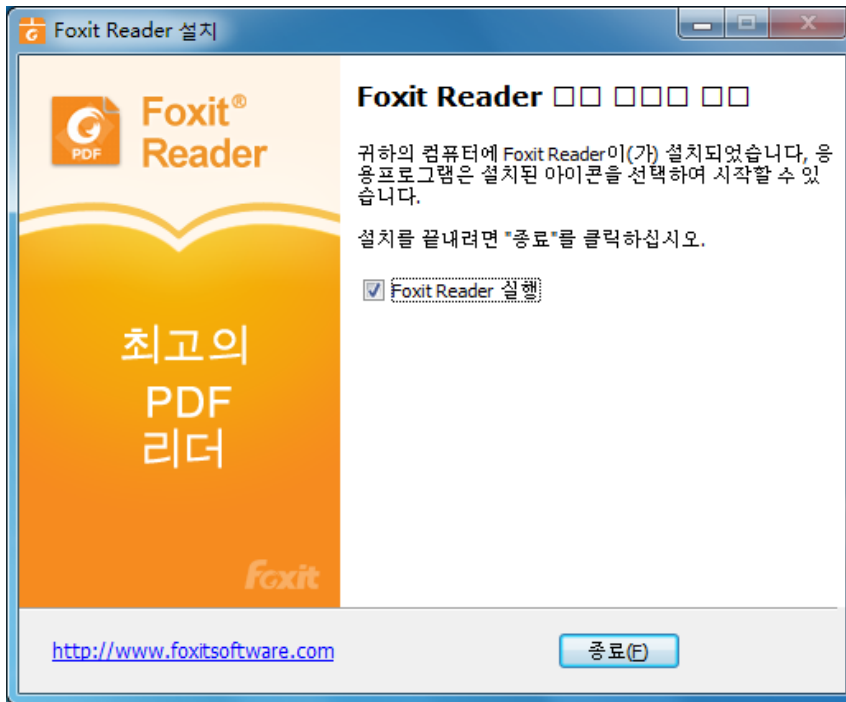 Foxit Reader 설치
Foxit®
Reader
PDF
최고의
PDF
리더
Foxit
Foxit Reader □□ □□□ □□
귀하의 컴퓨터에 Foxit Reader이(가) 설치되었습니다, 응
용프로그램은 설치된 아이콘을 선택하여 시작할 수 있
습니다.
설치를 끝내려면 "종료"를 클릭하십시오.
Foxit Reader 실행
http://www.foxitsoftware.com
종료(F)